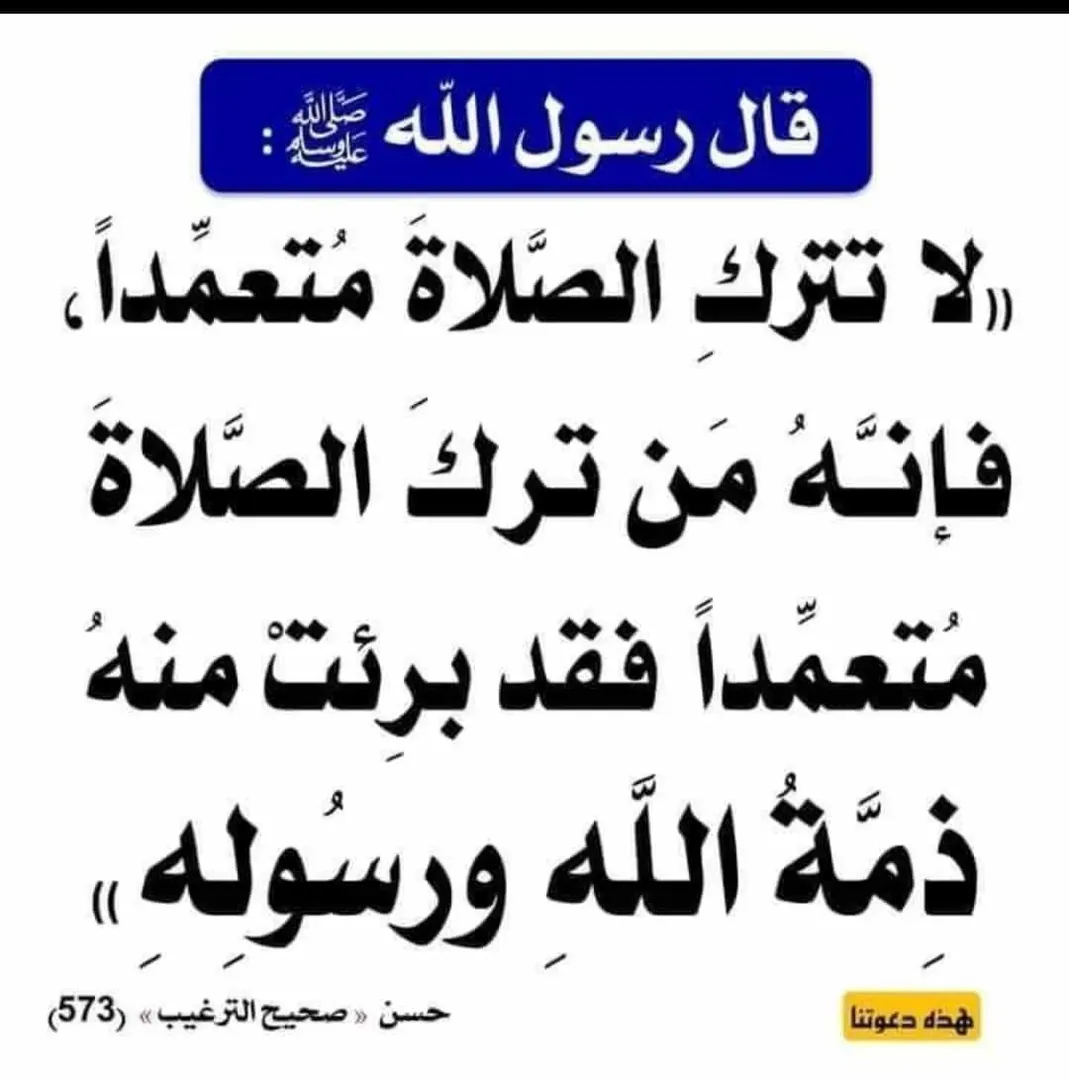 قال رسول الله ﷺ :
((لا تتركِ الصَّلاةَ مُتعمِّداً،
فإنَّهُ مَن تركَ الصَّلاةَ
مُتعمِّداً فقد برِئتْ منهُ
ذِمَّةُ اللَّهِ ورسُولِهِ ))
هذه دعوتنا
حسن « صحيح الترغيب » (573)